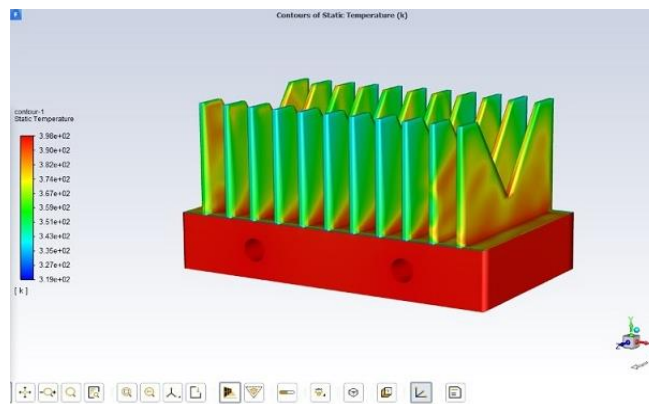 Contours of Static Temperature (k)
contour-1
Static Temperature
3.98e+02
3.90e+02
3.82e+02
3.74e+02
3.67e+02
3.59e+02
3.51e+02
3.43e+02
3.35e+02
3.27e+02
3.19e+02
[ k ]